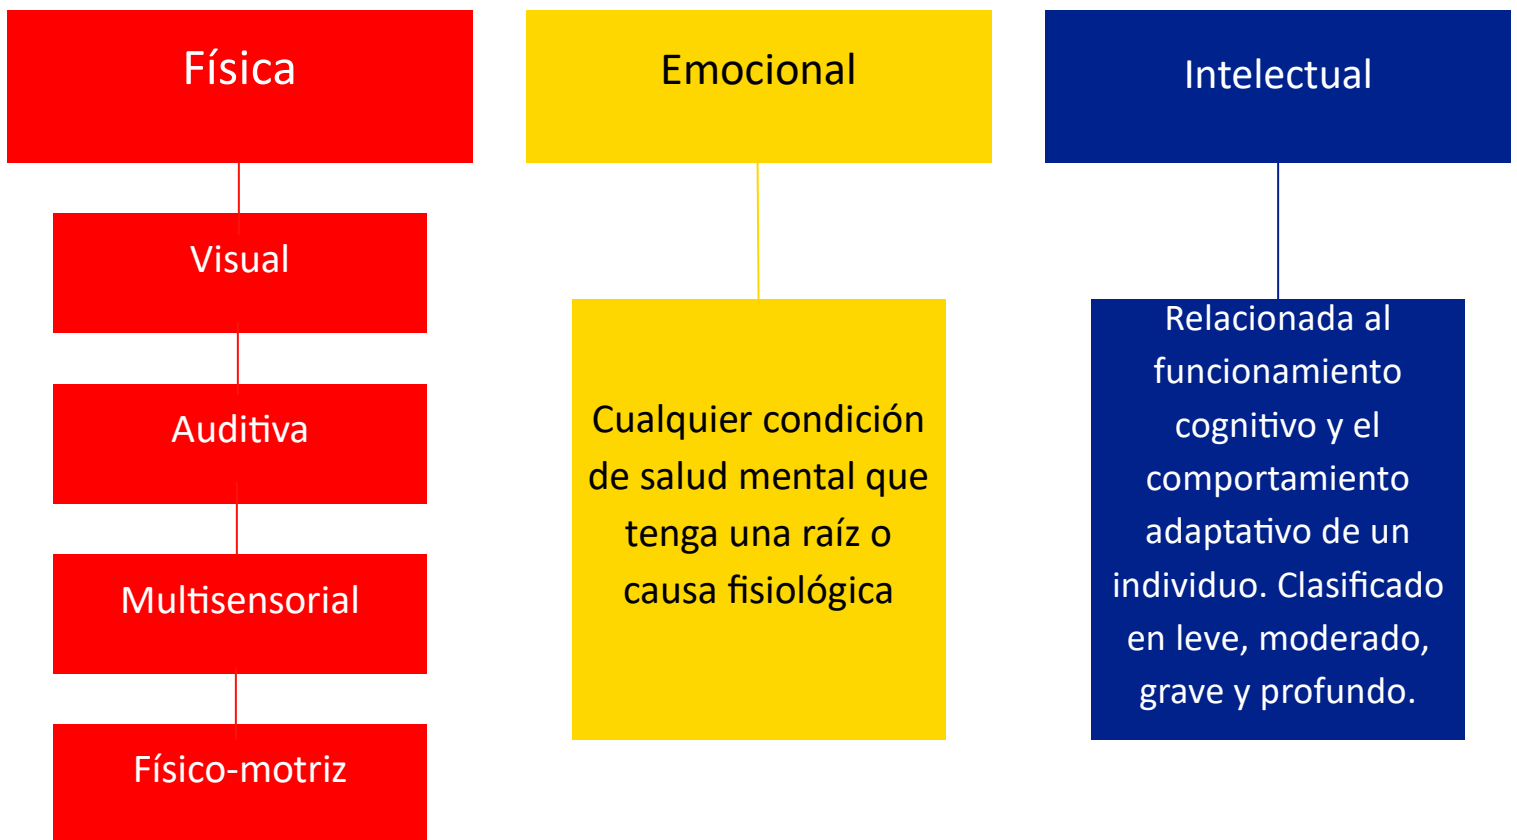 Física
Visual
Auditiva
Multisensorial
Físico-motriz
Emocional
Cualquier condición
de salud mental que
tenga una raíz o
causa fisiológica
Intelectual
Relacionada al
funcionamiento
cognitivo y el
comportamiento
adaptativo de un
individuo. Clasificado
en leve, moderado,
grave y profundo.